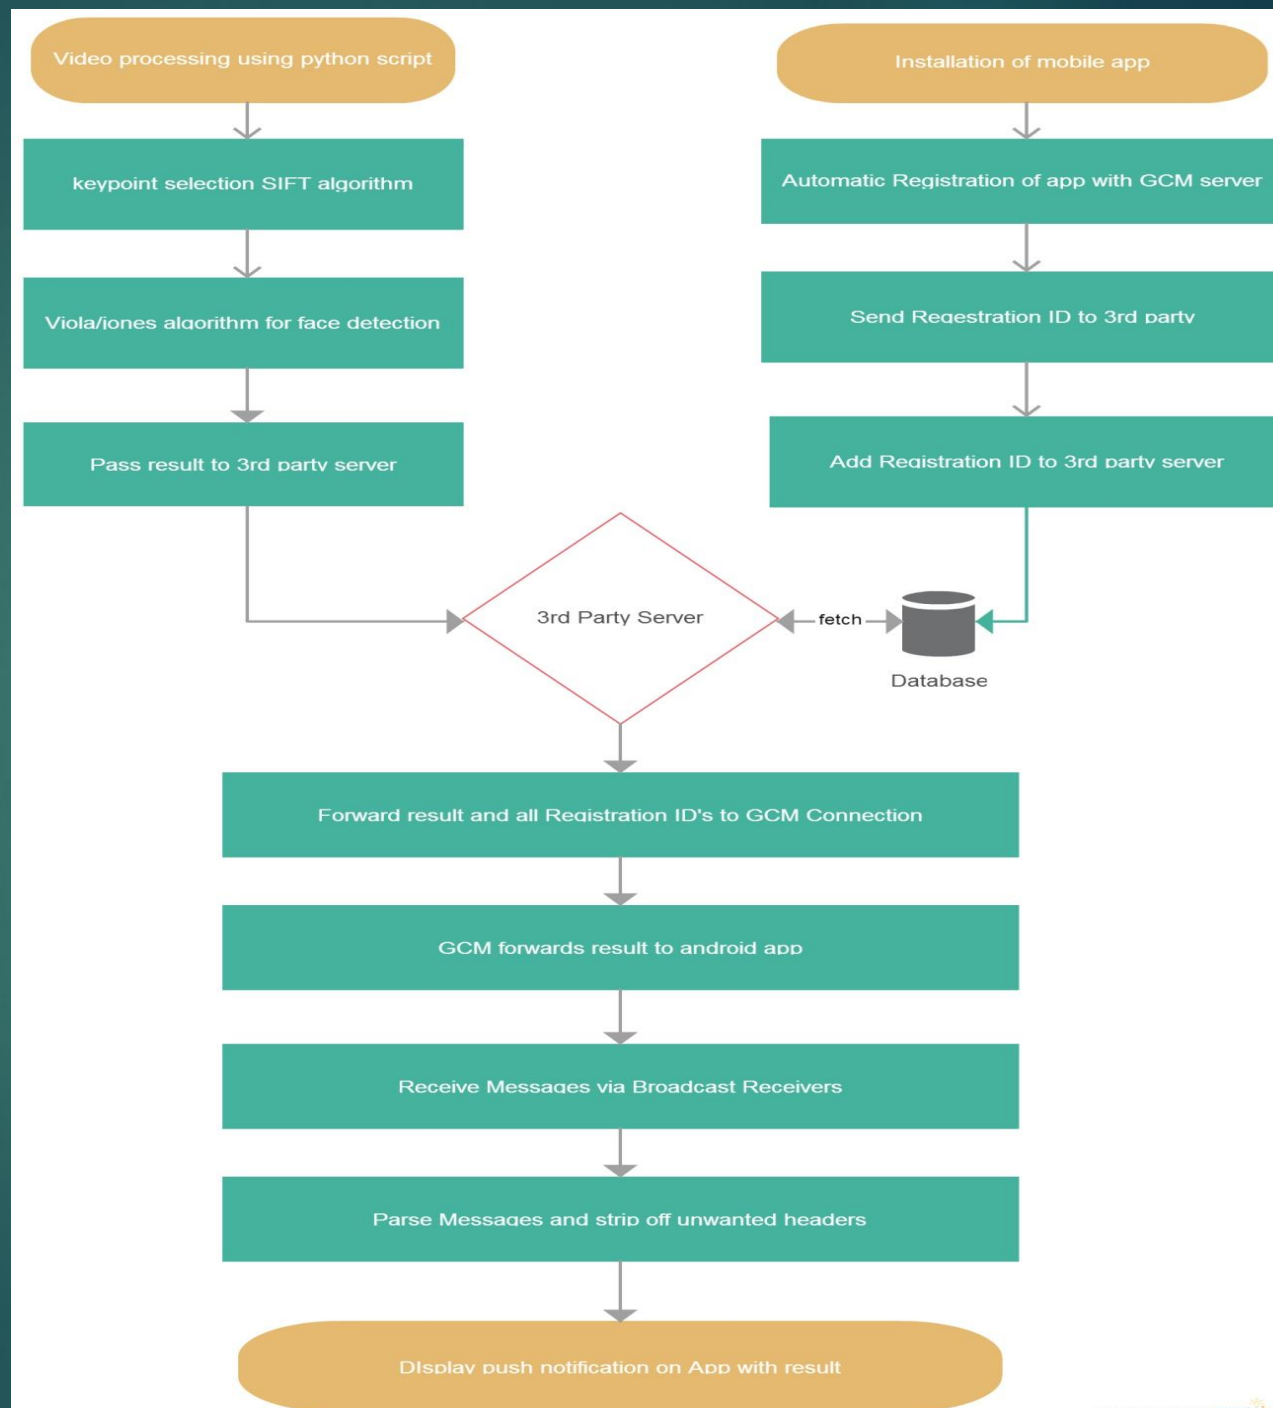 Video processing using python script
Installation of mobile app
keypoint selection SIFT algorithm
Automatic Registration of app with GCM server
Viola/jones algorithm for face detection
Send Regestration ID to 3rd party
Pass result to 3rd party server
Add Registration ID to 3rd party server
3rd Party Server
fetch
Database
Forward result and all Registration ID's to GCM Connection
GCM forwards result to android app
Receive Messages via Broadcast Receivers
Parse Messages and strip off unwanted headers
DIsplay push notification on App with result